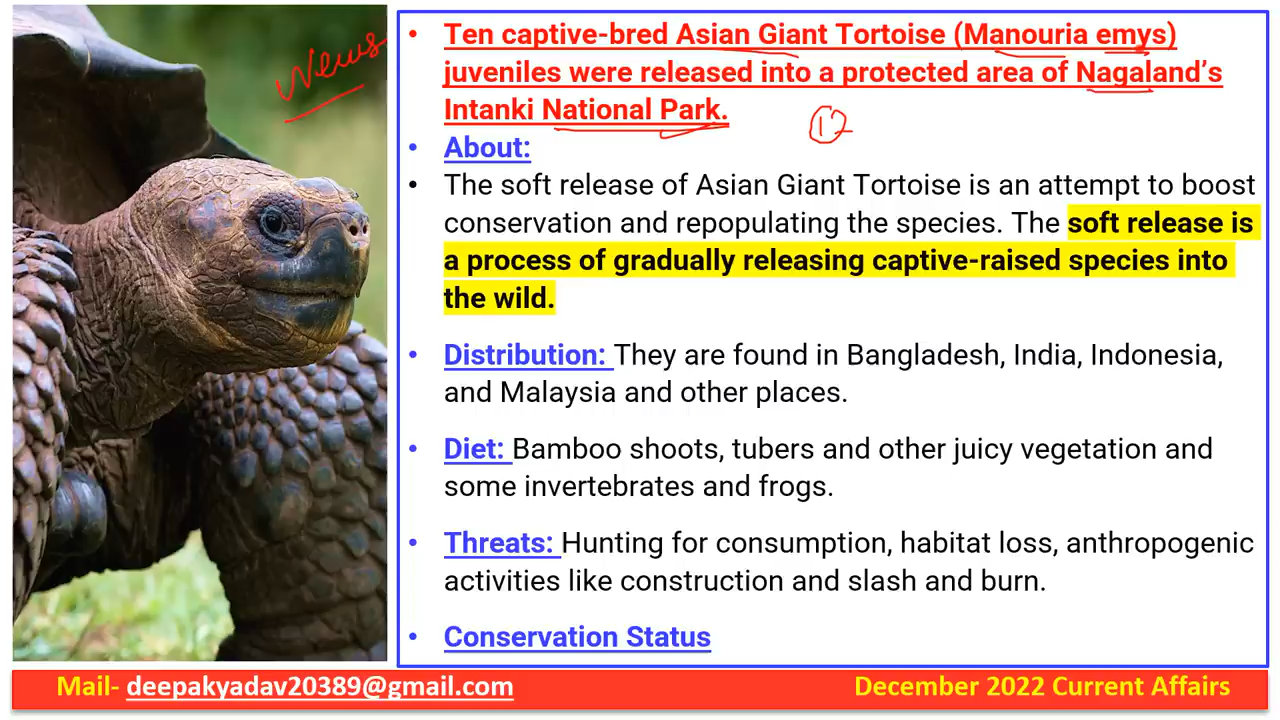 News
• Ten captive-bred Asian Giant Tortoise (Manouria emys)
juveniles were released into a protected area of Nagaland’s
Intanki National Park.
12
• About:
• The soft release of Asian Giant Tortoise is an attempt to boost
conservation and repopulating the species. The soft release is
a process of gradually releasing captive-raised species into
the wild.
• Distribution: They are found in Bangladesh, India, Indonesia,
and Malaysia and other places.
• Diet: Bamboo shoots, tubers and other juicy vegetation and
some invertebrates and frogs.
• Threats: Hunting for consumption, habitat loss, anthropogenic
activities like construction and slash and burn.
• Conservation Status
Mail- deepakyadav20389@gmail.com
December 2022 Current Affairs